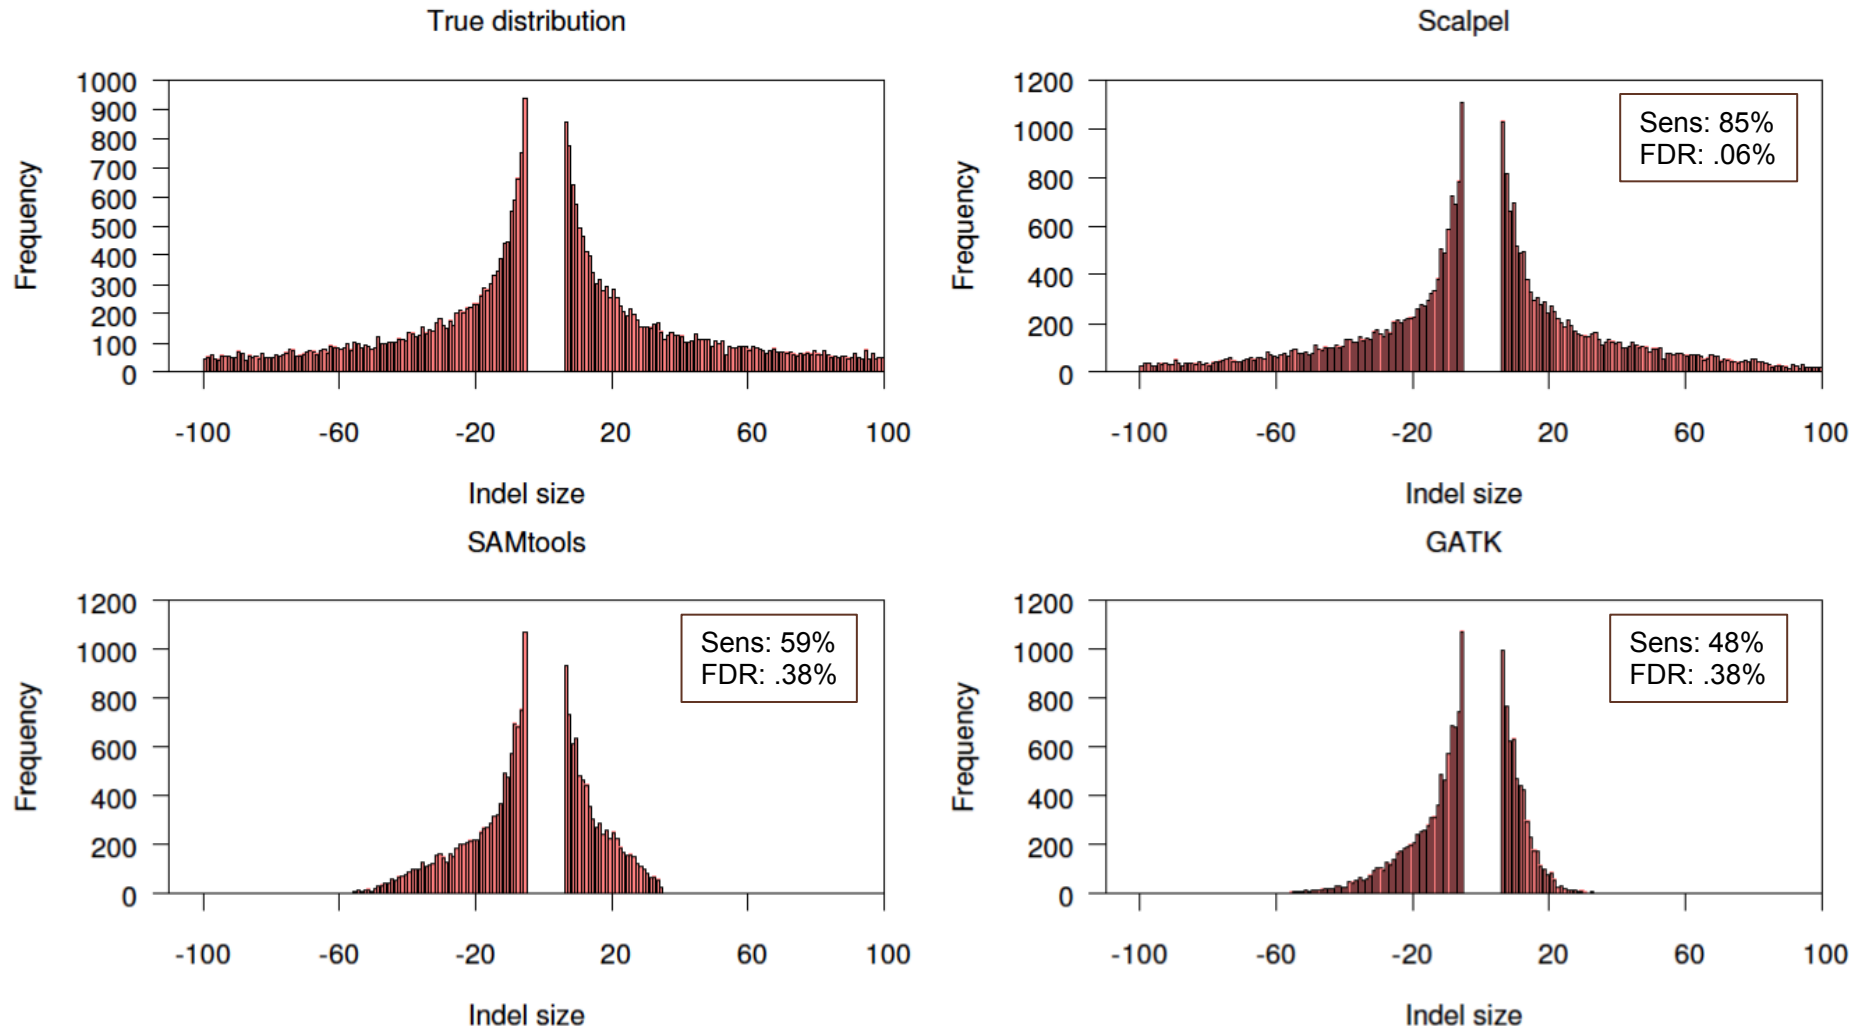 True distribution
Frequency
1000
900
800
700
600
500
400
300
200
100
0
-100 -60 -20 20 60 100
Indel size
Scalpel
Frequency
1200
1000
800
600
400
200
0
Sens: 85%
FDR: .06%
-100 -60 -20 20 60 100
Indel size
SAMtools
Frequency
1200
1000
800
600
400
200
0
Sens: 59%
FDR: .38%
-100 -60 -20 20 60 100
Indel size
GATK
Frequency
1200
1000
800
600
400
200
0
Sens: 48%
FDR: .38%
-100 -60 -20 20 60 100
Indel size